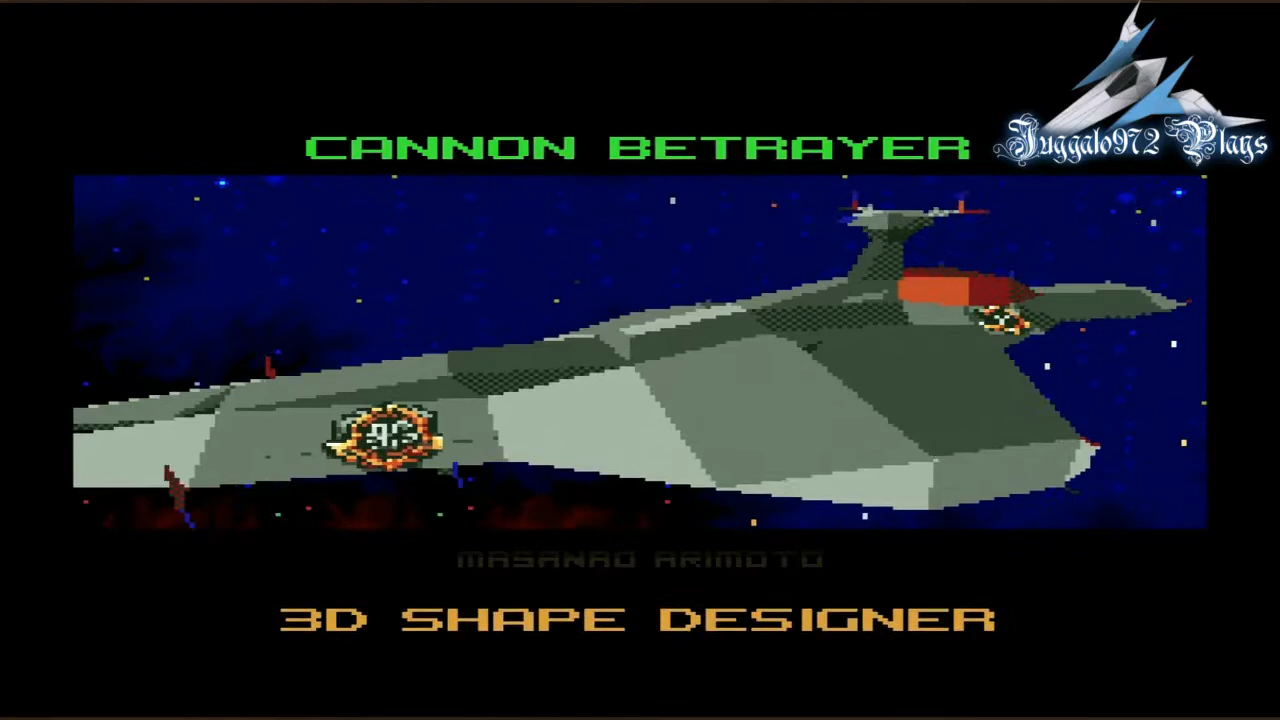 Juggalo972 Plays
CANNON BETRAYER
MASANAO ARIMOTO
3D SHAPE DESIGNER